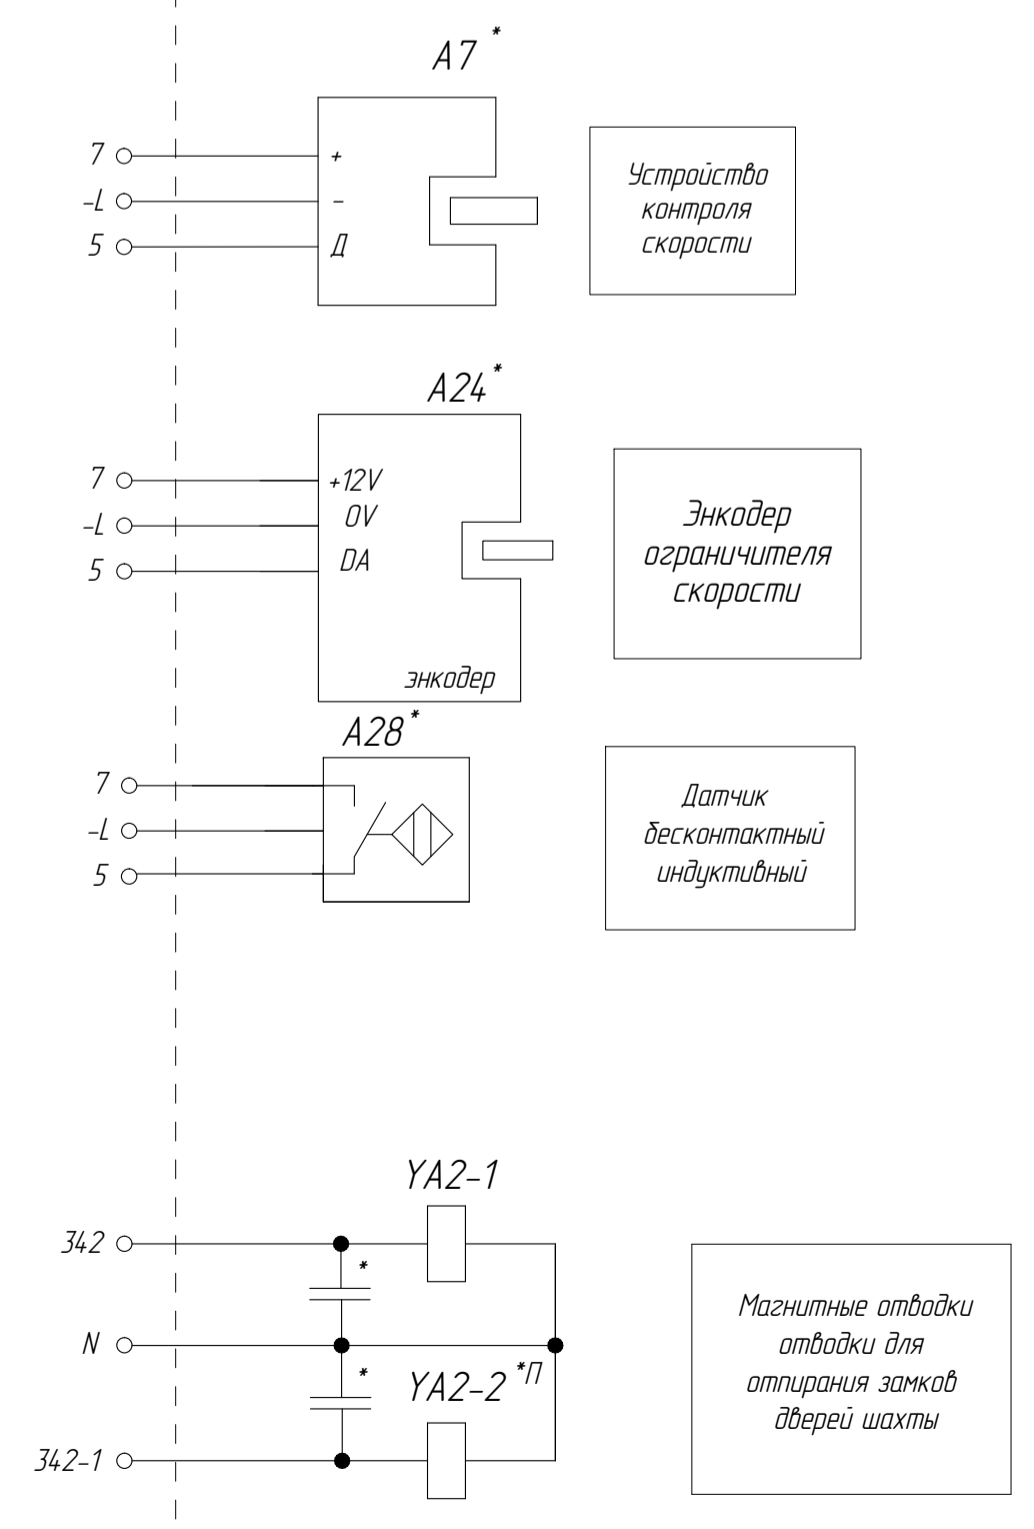 A7 *
7
+
-L
-
5
Д
Устройство
контроля
скорости
A24 *
7
+12V
-L
0V
5
DA
энкодер
Энкодер
ограничителя
скорости
A28 *
7
-L
5
Датчик
бесконтактный
индуктивный
YA2-1
342
*
N
*
YA2-2 *П
342-1
Магнитные отводки
отводки для
отпирания замков
дверей шахты